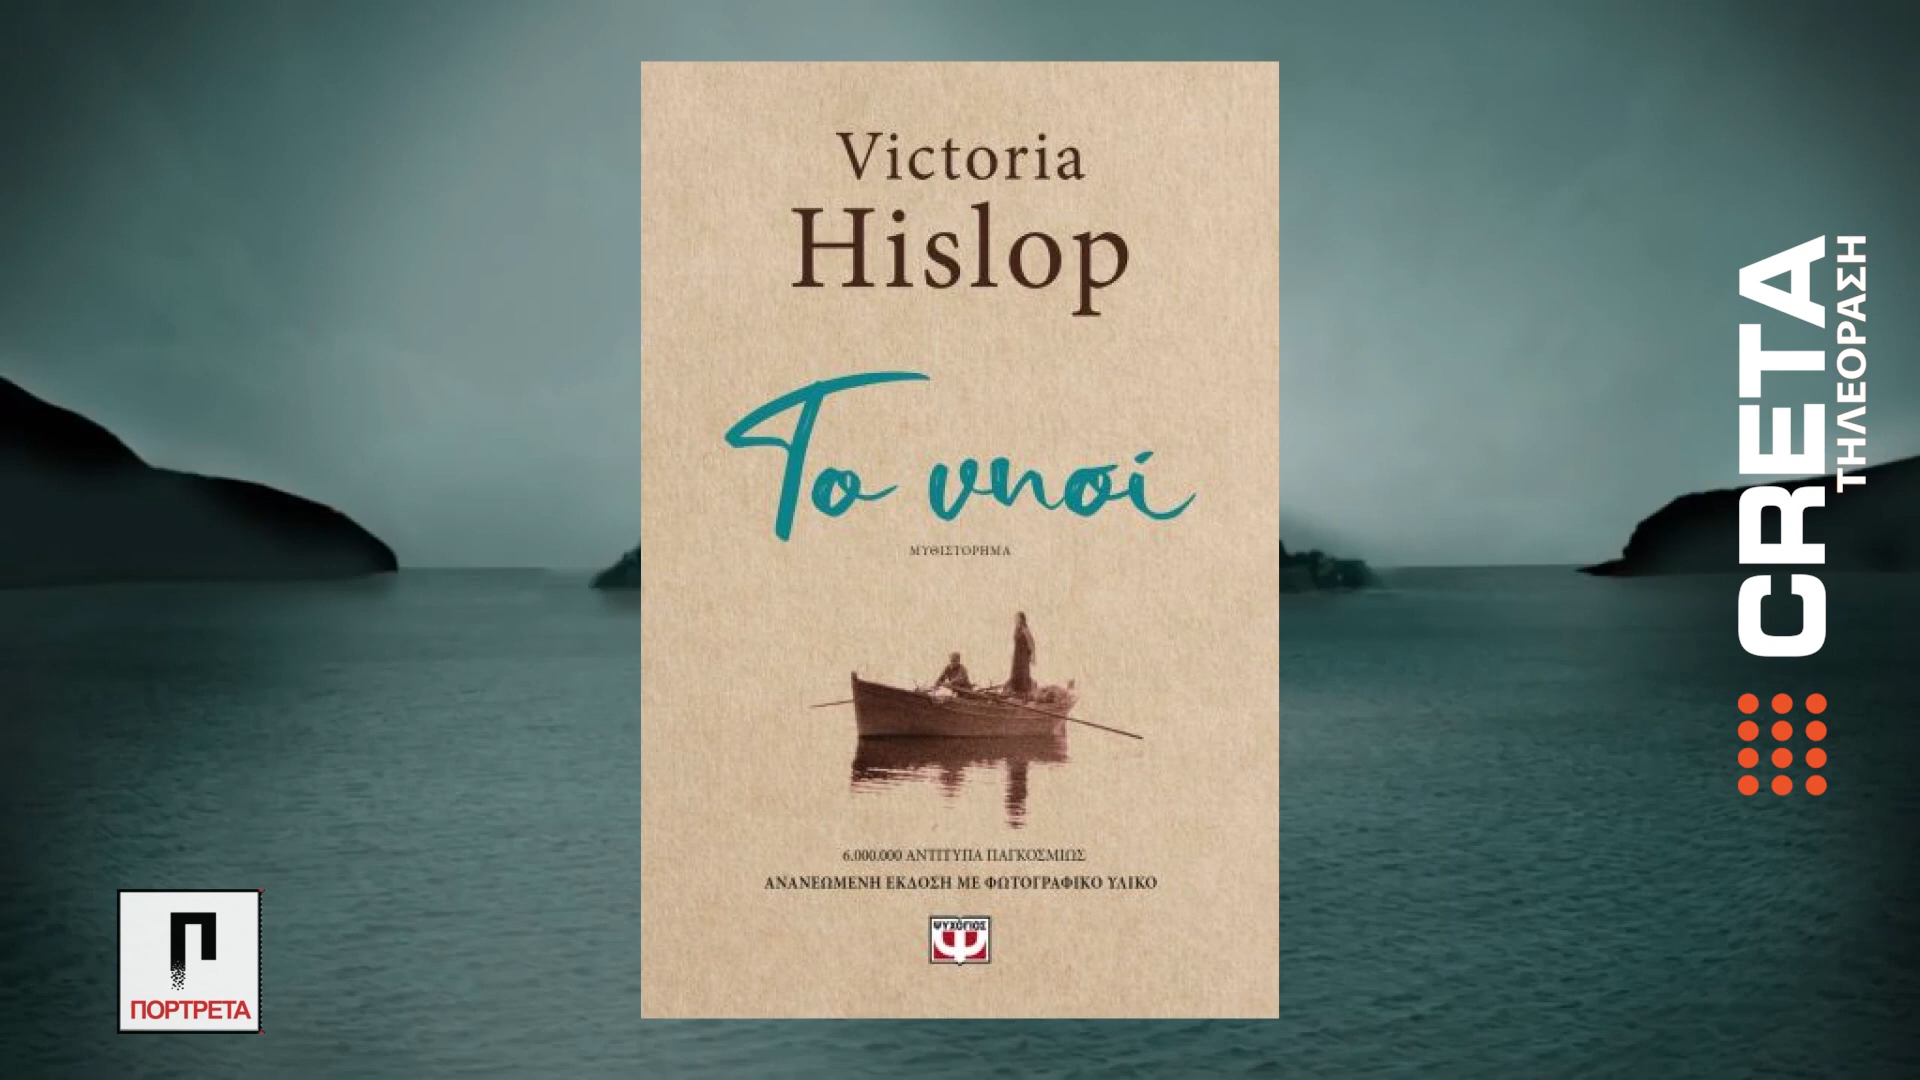 Victoria
Hislop
Το νησί
ΜΥΘΙΣΤΟΡΗΜΑ
6.000.000 ΑΝΤΙΤΥΠΑ ΠΑΓΚΟΣΜΙΩΣ
ΑΝΑΝΕΩΜΕΝΗ ΕΚΔΟΣΗ ΜΕ ΦΩΤΟΓΡΑΦΙΚΟ ΥΛΙΚΟ
ΨΥΧΟΓΙΟΣ
Π
ΠΟΡΤΡΕΤΑ
CRETA
ΤΗΛΕΟΡΑΣΗ